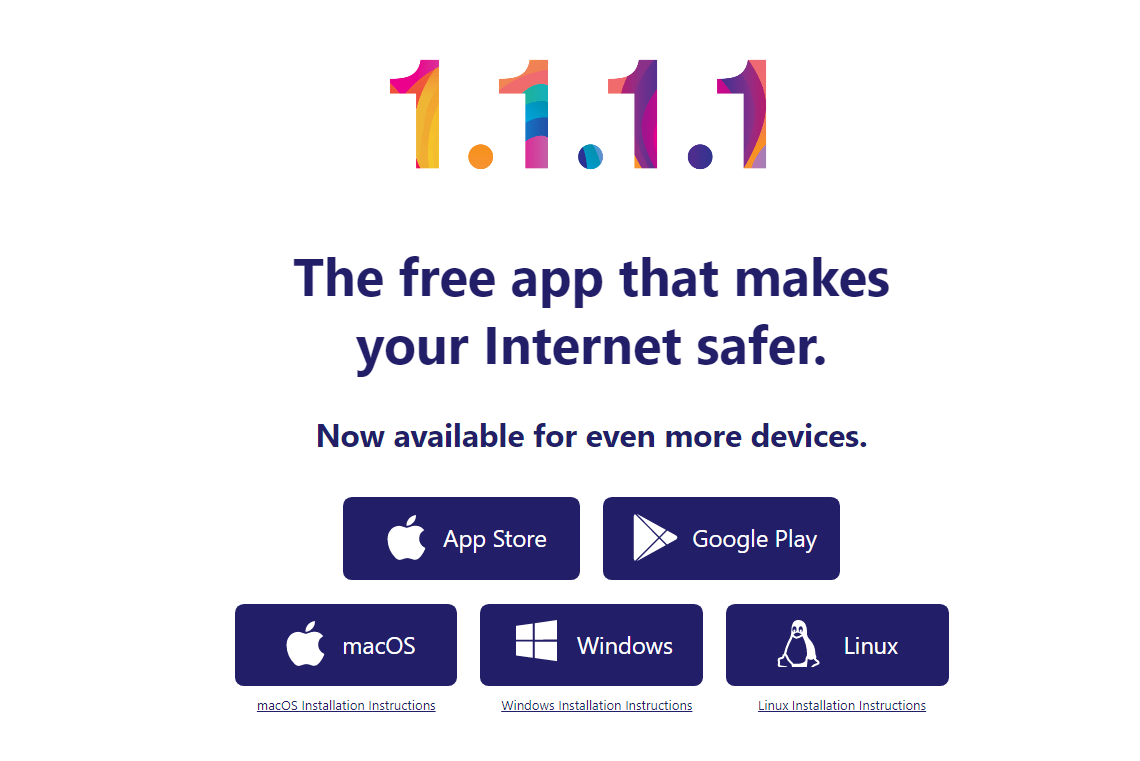 1.1.1.1
The free app that makes
your Internet safer.
Now available for even more devices.
App Store
Google Play
macOS
Windows
Linux
macOS Installation Instructions
Windows Installation Instructions
Linux Installation Instructions